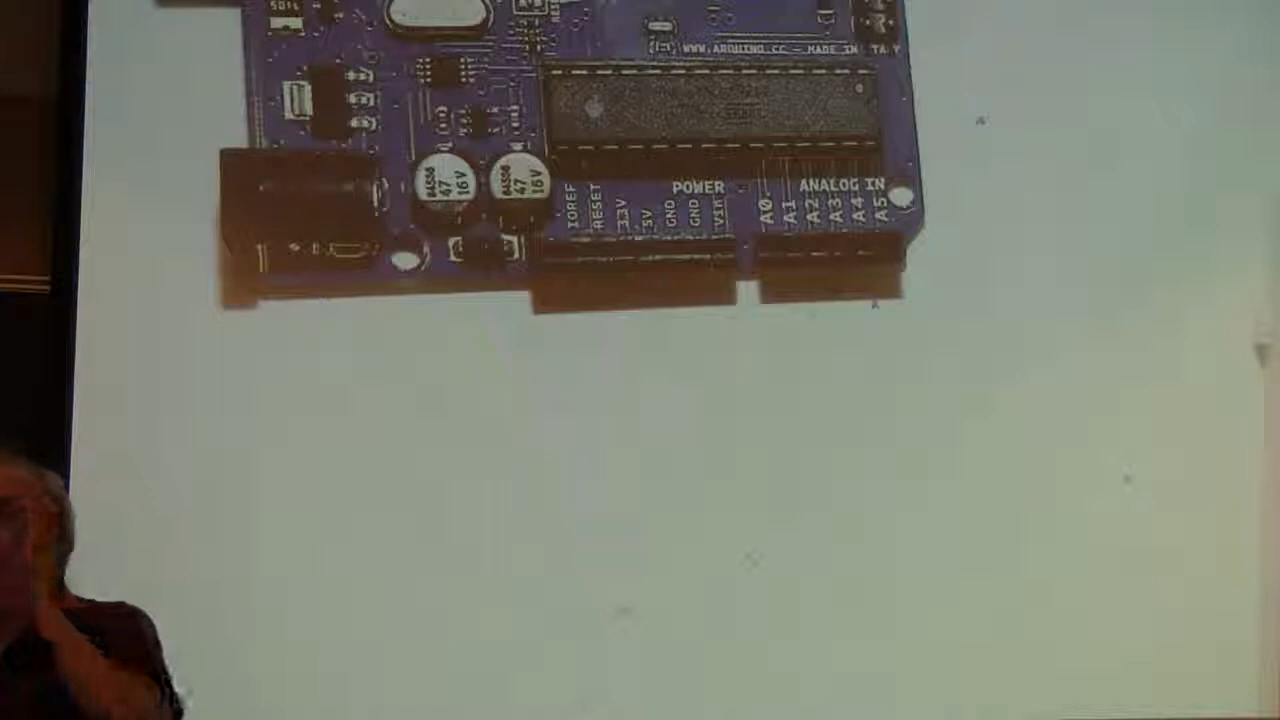 WWW.ARDUINO.CC - MADE IN ITALY
47
16V
47
16V
POWER
ANALOG IN
IOREF
RESET
3.3V
5V
GND
GND
Vin
A0
A1
A2
A3
A4
A5